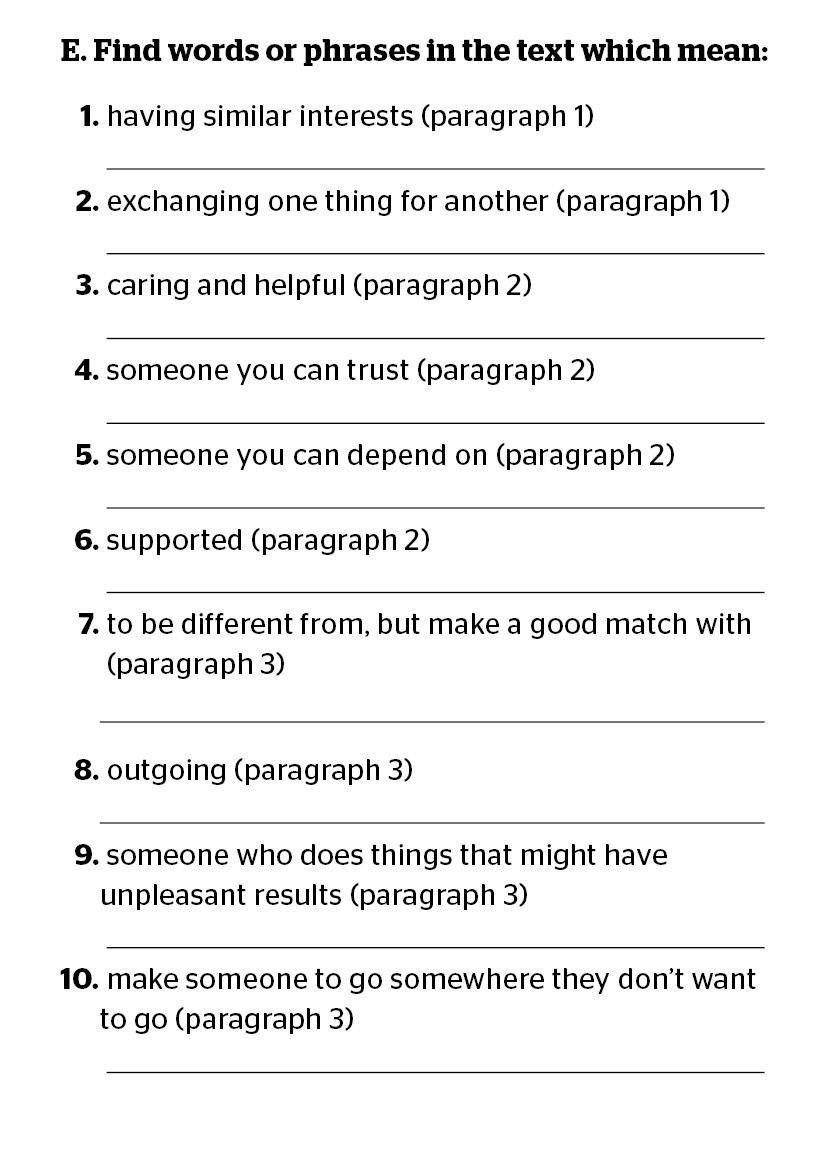 E. Find words or phrases in the text which mean:
1. having similar interests (paragraph 1)
2. exchanging one thing for another (paragraph 1)
3. caring and helpful (paragraph 2)
4. someone you can trust (paragraph 2)
5. someone you can depend on (paragraph 2)
6. supported (paragraph 2)
7. to be different from, but make a good match with
(paragraph 3)
8. outgoing (paragraph 3)
9. someone who does things that might have
unpleasant results (paragraph 3)
10. make someone to go somewhere they don’t want
to go (paragraph 3)